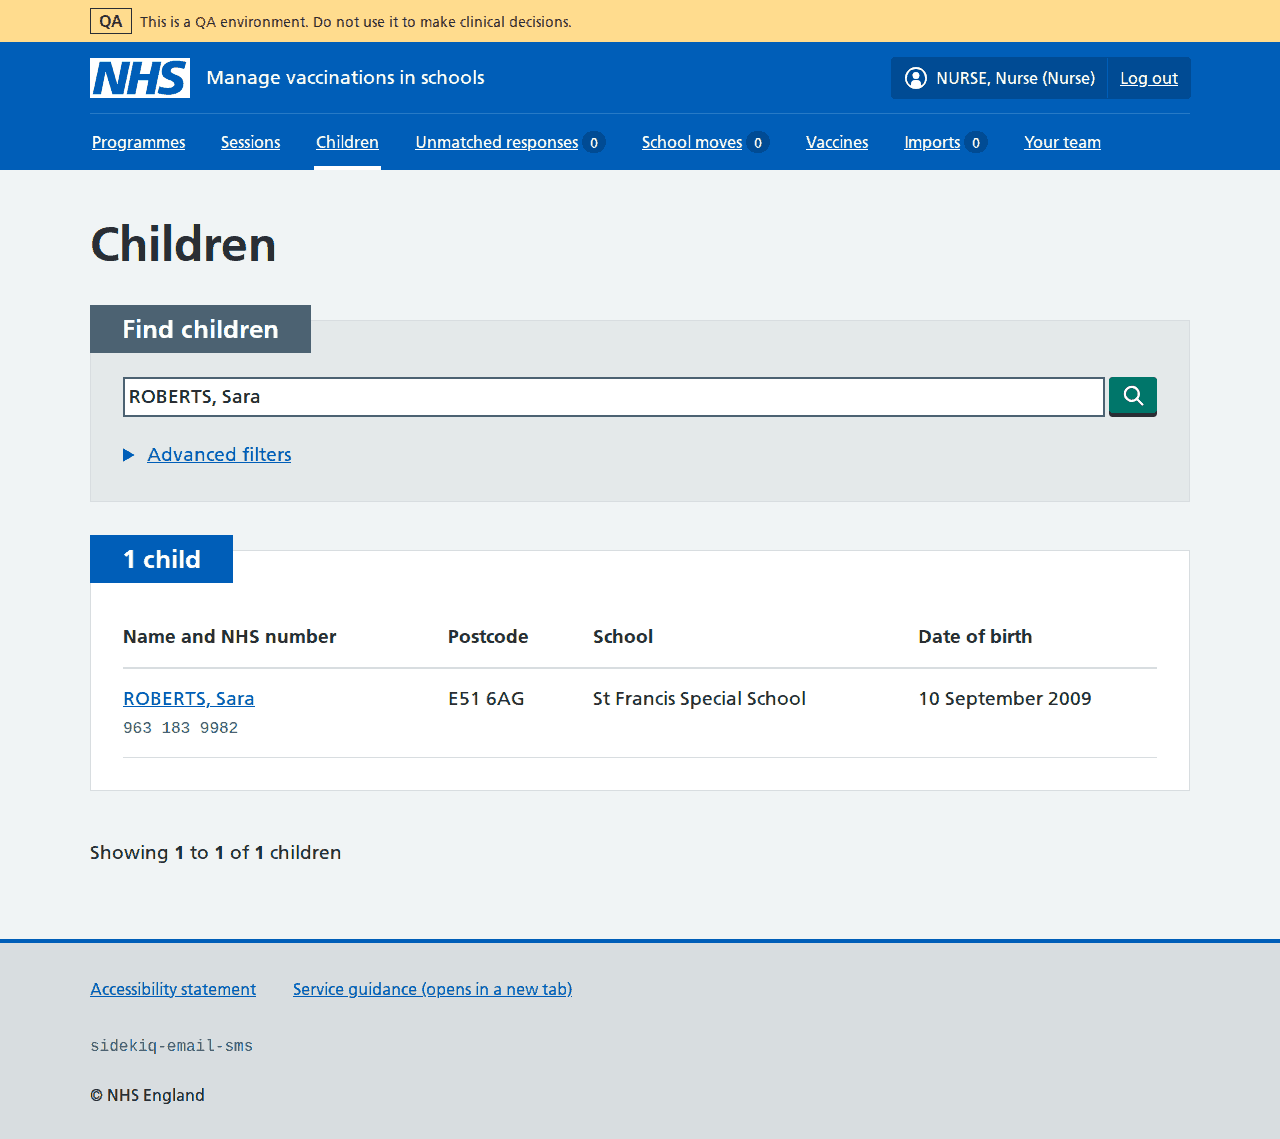 QA This is a QA environment. Do not use it to make clinical decisions.
NHS Manage vaccinations in schools NURSE, Nurse (Nurse) Log out
Programmes Sessions Children Unmatched responses 0 School moves 0 Vaccines Imports 0 Your team
Children
Find children
ROBERTS, Sara
Advanced filters
1 child
Name and NHS number Postcode School Date of birth
ROBERTS, Sara E51 6AG St Francis Special School 10 September 2009
963 183 9982
Showing 1 to 1 of 1 children
Accessibility statement Service guidance (opens in a new tab)
sidekiq-email-sms
© NHS England